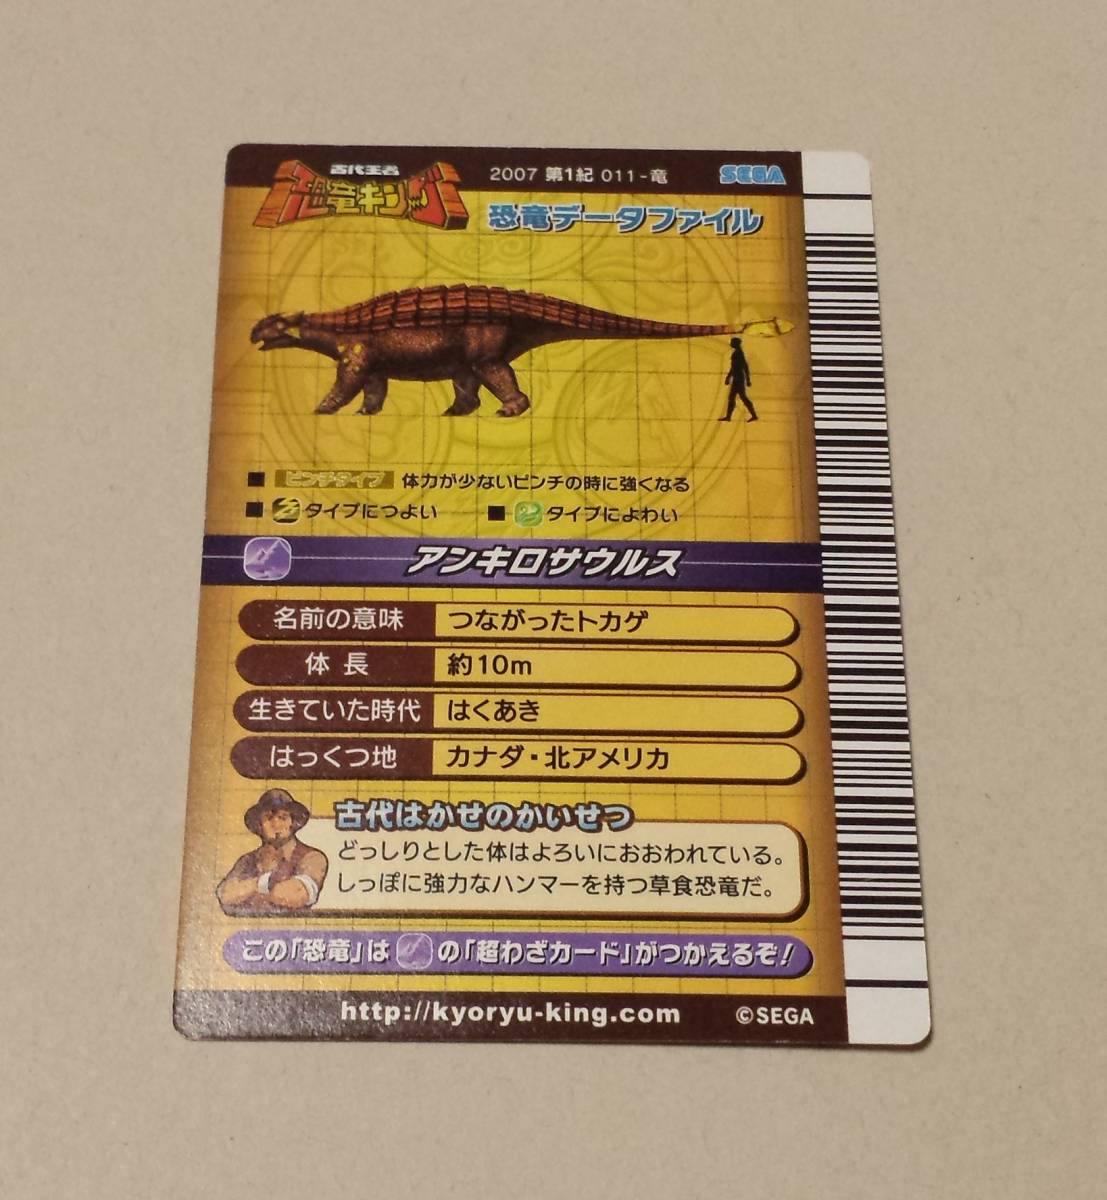 古代王者
恐竜キング
2007 第1紀 011-竜
SEGA
恐竜データファイル
■ ピンチタイプ 体力が少ないピンチの時に強くなる
■ タイプにつよい ■ タイプによわい
アンキロサウルス
名前の意味 つながったトカゲ
体長 約10m
生きていた時代 はくあき
はっくつ地 カナダ・北アメリカ
古代はかせのかいせつ
どっしりとした体はよろいにおおわれている。
しっぽに強力なハンマーを持つ草食恐竜だ。
この「恐竜」は の「超わざカード」がつかえるぞ!
http://kyoryu-king.com ©SEGA